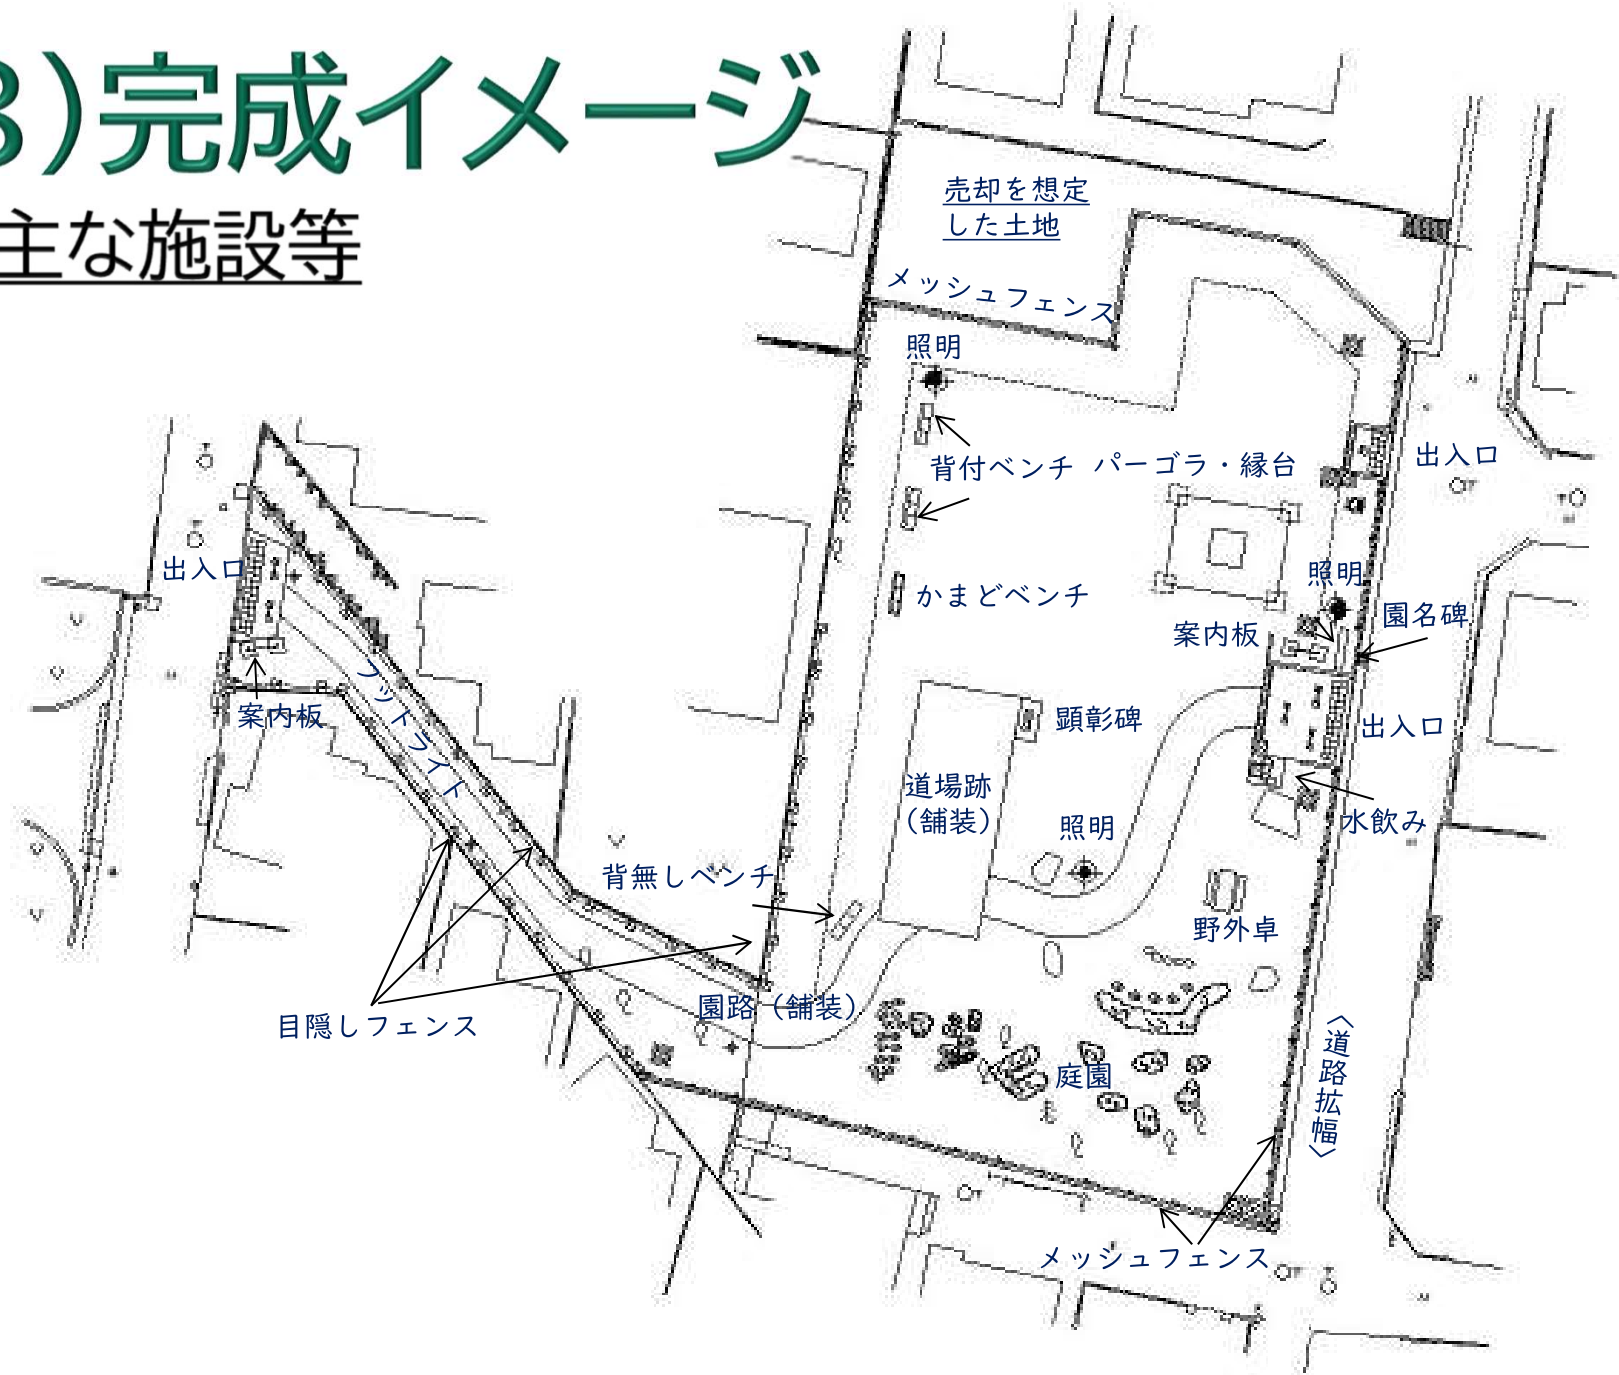 3)完成イメージ
主な施設等
売却を想定
した土地
メッシュフェンス
照明
背付ベンチ
パーゴラ・縁台
出入口
出入口
かまどベンチ
照明
園名碑
案内板
案内板
フットライト
顕彰碑
出入口
道場跡
(舗装)
照明
水飲み
背無しベンチ
野外卓
目隠しフェンス
園路(舗装)
庭園
〈道路拡幅〉
メッシュフェンス